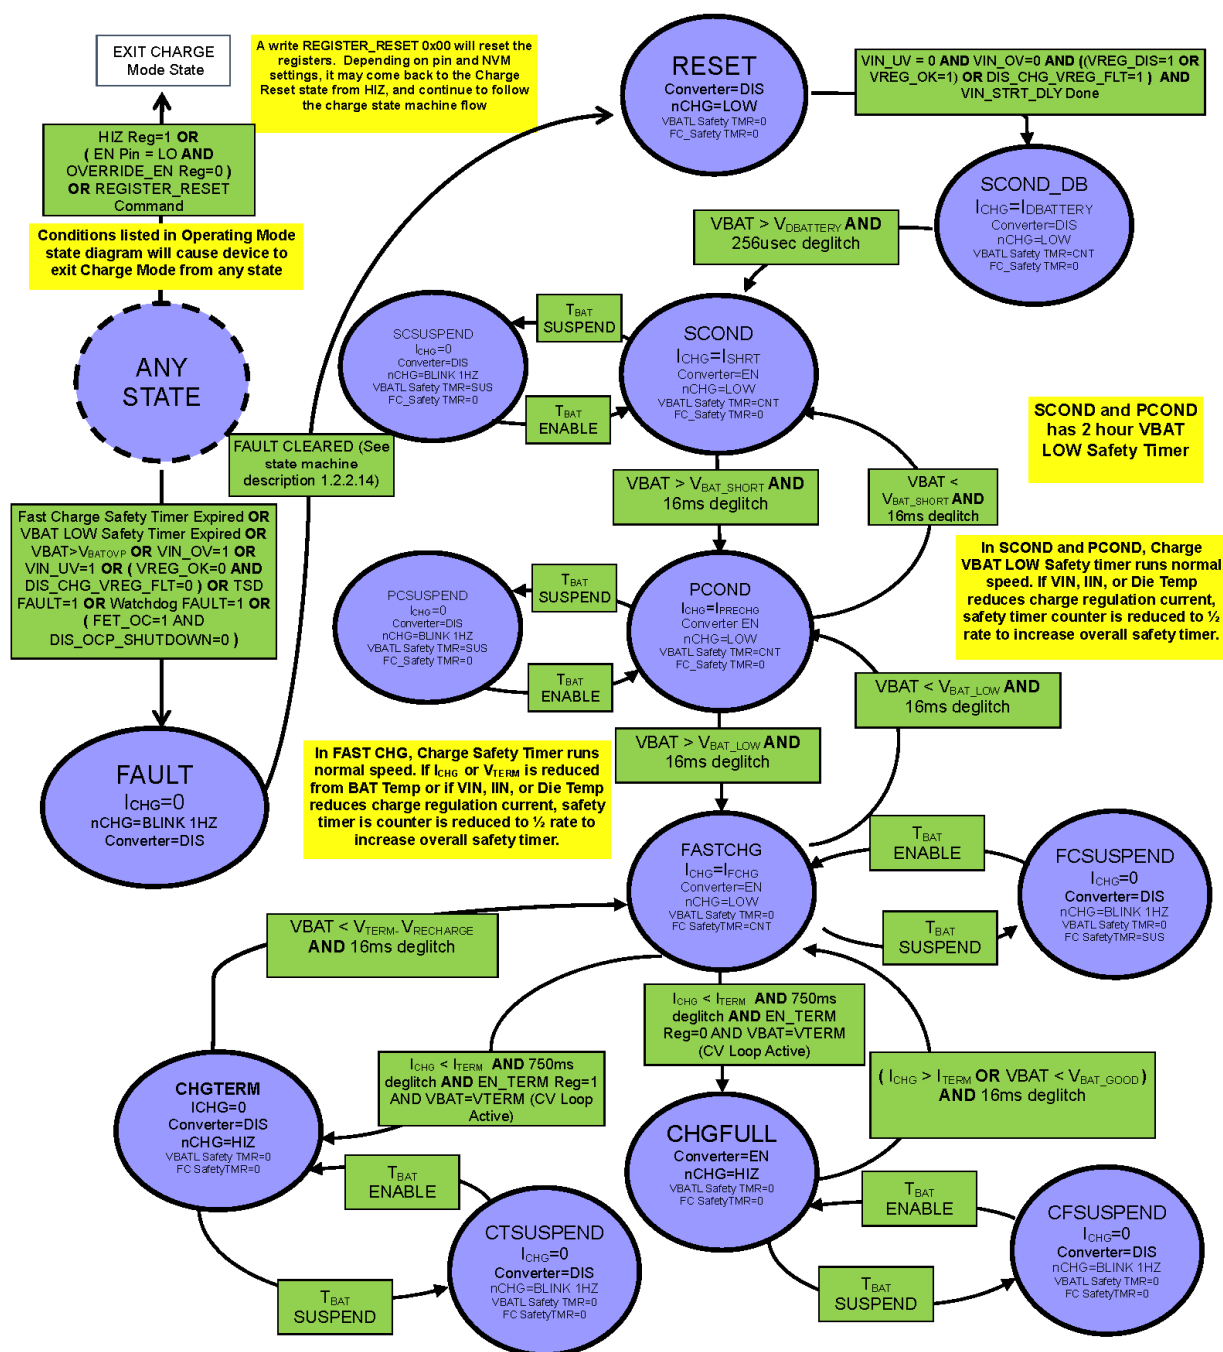 EXIT CHARGE
Mode State
A write REGISTER_RESET 0x00 will reset the
registers. Depending on pin and NVM
settings, it may come back to the Charge
Reset state from HIZ, and continue to follow
the charge state machine flow
RESET
Converter=DIS
nCHG=LOW
VBATL Safety TMR=0
FC_Safety TMR=0
VIN_UV = 0 AND VIN_OV=0 AND ((VREG_DIS=1 OR
VREG_OK=1) OR DIS_CHG_VREG_FLT=1 ) AND
VIN_STRT_DLY Done
HIZ Reg=1 OR
( EN Pin = LO AND
OVERRIDE_EN Reg=0 )
OR REGISTER_RESET
Command
SCOND_DB
ICHG=IDBATTERY
Converter=DIS
nCHG=LOW
VBATL Safety TMR=CNT
FC_Safety TMR=0
Conditions listed in Operating Mode
state diagram will cause device to
exit Charge Mode from any state
VBAT > VDBATTERY AND
256usec deglitch
ANY
STATE
SCSUSPEND
ICHG=0
Converter=DIS
nCHG=BLINK 1HZ
VBATL Safety TMR=SUS
FC_Safety TMR=0
TBAT
SUSPEND
TBAT
ENABLE
SCOND
ICHG=ISHRT
Converter=EN
nCHG=LOW
VBATL Safety TMR=CNT
FC_Safety TMR=0
SCOND and PCOND
has 2 hour VBAT
LOW Safety Timer
FAULT CLEARED (See
state machine
description 1.2.2.14)
VBAT > VBAT_SHORT AND
16ms deglitch
VBAT <
VBAT_SHORT AND
16ms deglitch
Fast Charge Safety Timer Expired OR
VBAT LOW Safety Timer Expired OR
VBAT>VBATOVP OR VIN_OV=1 OR
VIN_UV=1 OR ( VREG_OK=0 AND
DIS_CHG_VREG_FLT=0 ) OR TSD
FAULT=1 OR Watchdog FAULT=1 OR
( FET_OC=1 AND
DIS_OCP_SHUTDOWN=0 )
In SCOND and PCOND, Charge
VBAT LOW Safety timer runs normal
speed. If VIN, IIN, or Die Temp
reduces charge regulation current,
safety timer counter is reduced to ½
rate to increase overall safety timer.
PCSUSPEND
ICHG=0
Converter=DIS
nCHG=BLINK 1HZ
VBATL Safety TMR=SUS
FC_Safety TMR=0
TBAT
SUSPEND
TBAT
ENABLE
PCOND
ICHG=IPRECHG
Converter EN
nCHG=LOW
VBATL Safety TMR=CNT
FC_Safety TMR=0
VBAT < VBAT_LOW AND
16ms deglitch
VBAT > VBAT_LOW AND
16ms deglitch
FAULT
ICHG=0
nCHG=BLINK 1HZ
Converter=DIS
In FAST CHG, Charge Safety Timer runs
normal speed. If ICHG or VTERM is reduced
from BAT Temp or if VIN, IIN, or Die Temp
reduces charge regulation current, safety
timer is counter is reduced to ½ rate to
increase overall safety timer.
FASTCHG
ICHG=IFCHG
Converter=EN
nCHG=LOW
VBATL Safety TMR=0
FC SafetyTMR=CNT
TBAT
ENABLE
TBAT
SUSPEND
FCSUSPEND
ICHG=0
Converter=DIS
nCHG=BLINK 1HZ
VBATL Safety TMR=0
FC SafetyTMR=SUS
VBAT < VTERM- VRECHARGE
AND 16ms deglitch
ICHG < ITERM AND 750ms
deglitch AND EN_TERM
Reg=0 AND VBAT=VTERM
(CV Loop Active)
ICHG < ITERM AND 750ms
deglitch AND EN_TERM Reg=1
AND VBAT=VTERM (CV Loop
Active)
( ICHG > ITERM OR VBAT < VBAT_GOOD )
AND 16ms deglitch
CHGTERM
ICHG=0
Converter=DIS
nCHG=HIZ
VBATL Safety TMR=0
FC SafetyTMR=0
CHGFULL
Converter=EN
nCHG=HIZ
VBATL Safety TMR=0
FC SafetyTMR=0
TBAT
ENABLE
TBAT
SUSPEND
CTSUSPEND
ICHG=0
Converter=DIS
nCHG=BLINK 1HZ
VBATL Safety TMR=0
FC SafetyTMR=0
TBAT
ENABLE
TBAT
SUSPEND
CFSUSPEND
ICHG=0
Converter=DIS
nCHG=BLINK 1HZ
VBATL Safety TMR=0
FC SafetyTMR=0